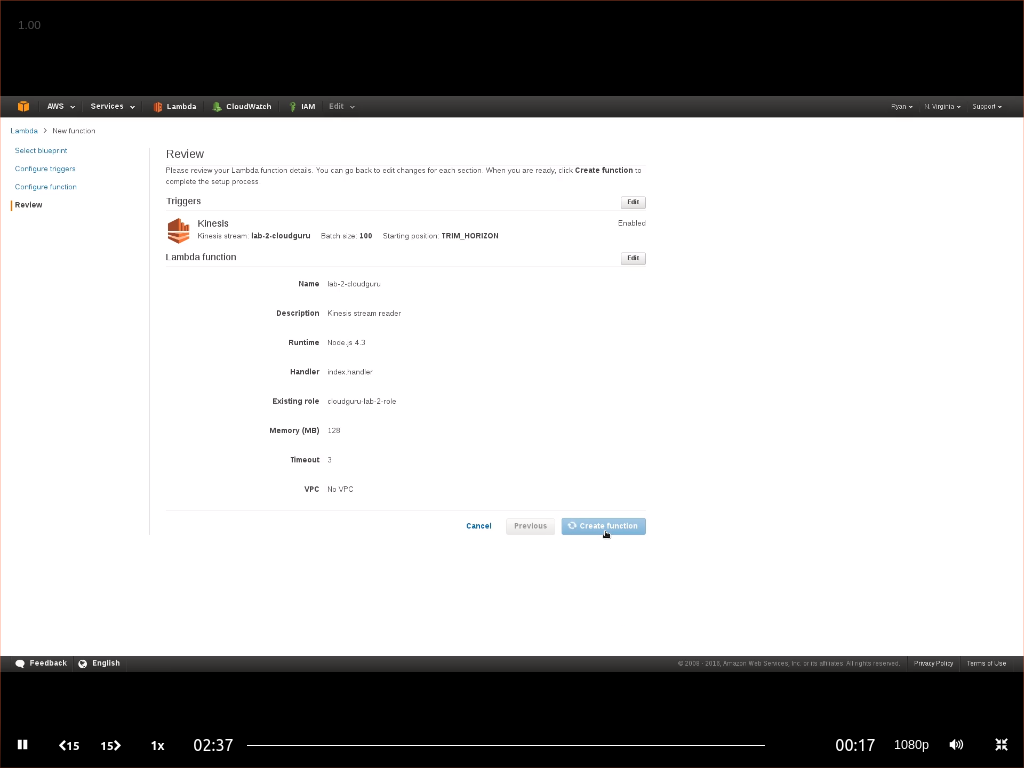 1.00
AWS Services Lambda CloudWatch IAM Edit Ryan N. Virginia Support
Lambda > New function
Select blueprint
Configure triggers
Configure function
Review
Review
Please review your Lambda function details. You can go back to edit changes for each section. When you are ready, click Create function to
complete the setup process
Triggers Edit
Kinesis Enabled
Kinesis stream: lab-2-cloudguru Batch size: 100 Starting position: TRIM_HORIZON
Lambda function Edit
Name lab-2-cloudguru
Description Kinesis stream reader
Runtime Node.js 4.3
Handler index.handler
Existing role cloudguru-lab-2-role
Memory (MB) 128
Timeout 3
VPC No VPC
Cancel Previous Create function
Feedback English © 2008 - 2016, Amazon Web Services, Inc. or its affiliates. All rights reserved. Privacy Policy Terms of Use
15 15 1x 02:37 00:17 1080p